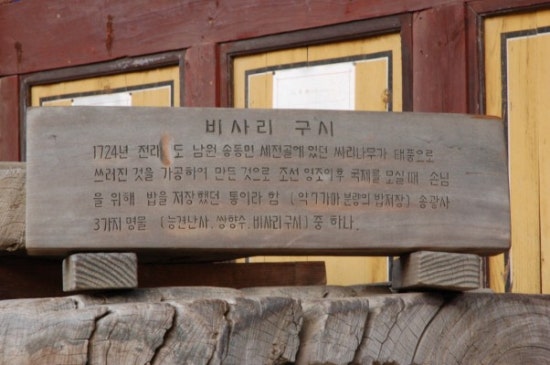 비사리 구시
1724년 전라도 남원 송동면 세전골에 있던 싸리나무가 태풍으로
쓰러진 것을 가공하여 만든 것으로 조선 영조이후 국제를 모실때 손님
을 위해 밥을 저장했던 통이라 함 (약 7가마 분량의 밥저장) 송광사
3가지 명물 (능견난사. 쌍향수. 비사리구시) 중 하나.